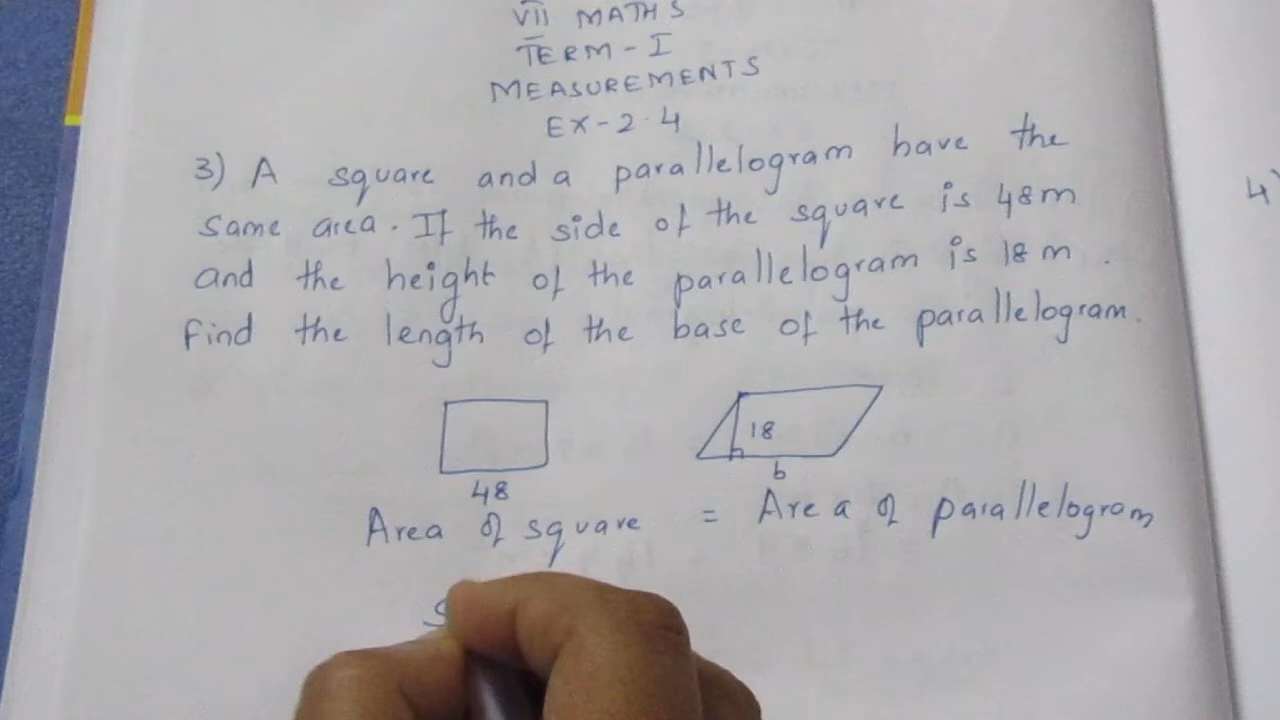 VII MATHS
TERM - I
MEASUREMENTS
EX-2.4
3) A square and a parallelogram have the
same area. If the side of the square is 48m
and the height of the parallelogram is 18 m.
Find the length of the base of the parallelogram.
18
b
48
Area of square = Area of parallelogram
S
4)